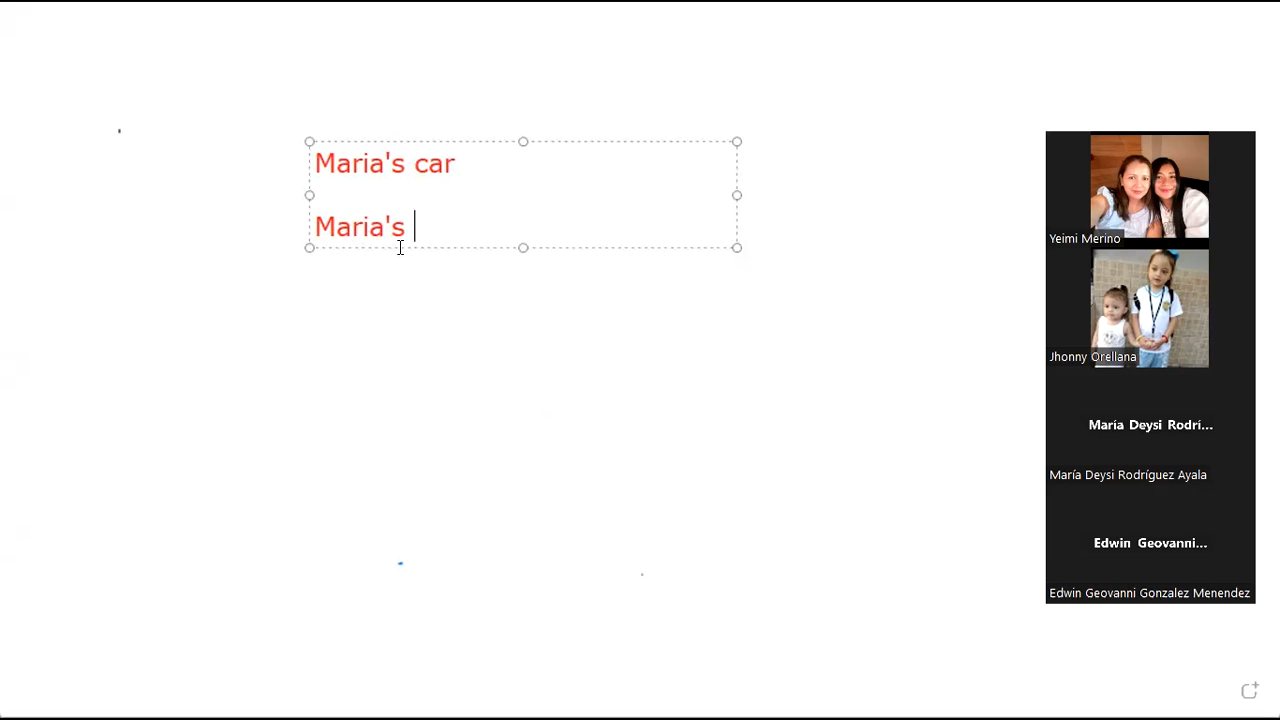 Maria's car
Maria's
Yeimi Merino
Jhonny Orellana
María Deysi Rodrí...
María Deysi Rodríguez Ayala
Edwin Geovanni...
Edwin Geovanni Gonzalez Menendez